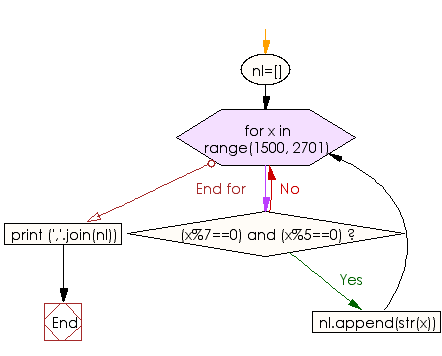 nl=[]
for x in
range(1500, 2701)
End for
No
print (','.join(nl))
(x%7==0) and (x%5==0) ?
Yes
End
nl.append(str(x))